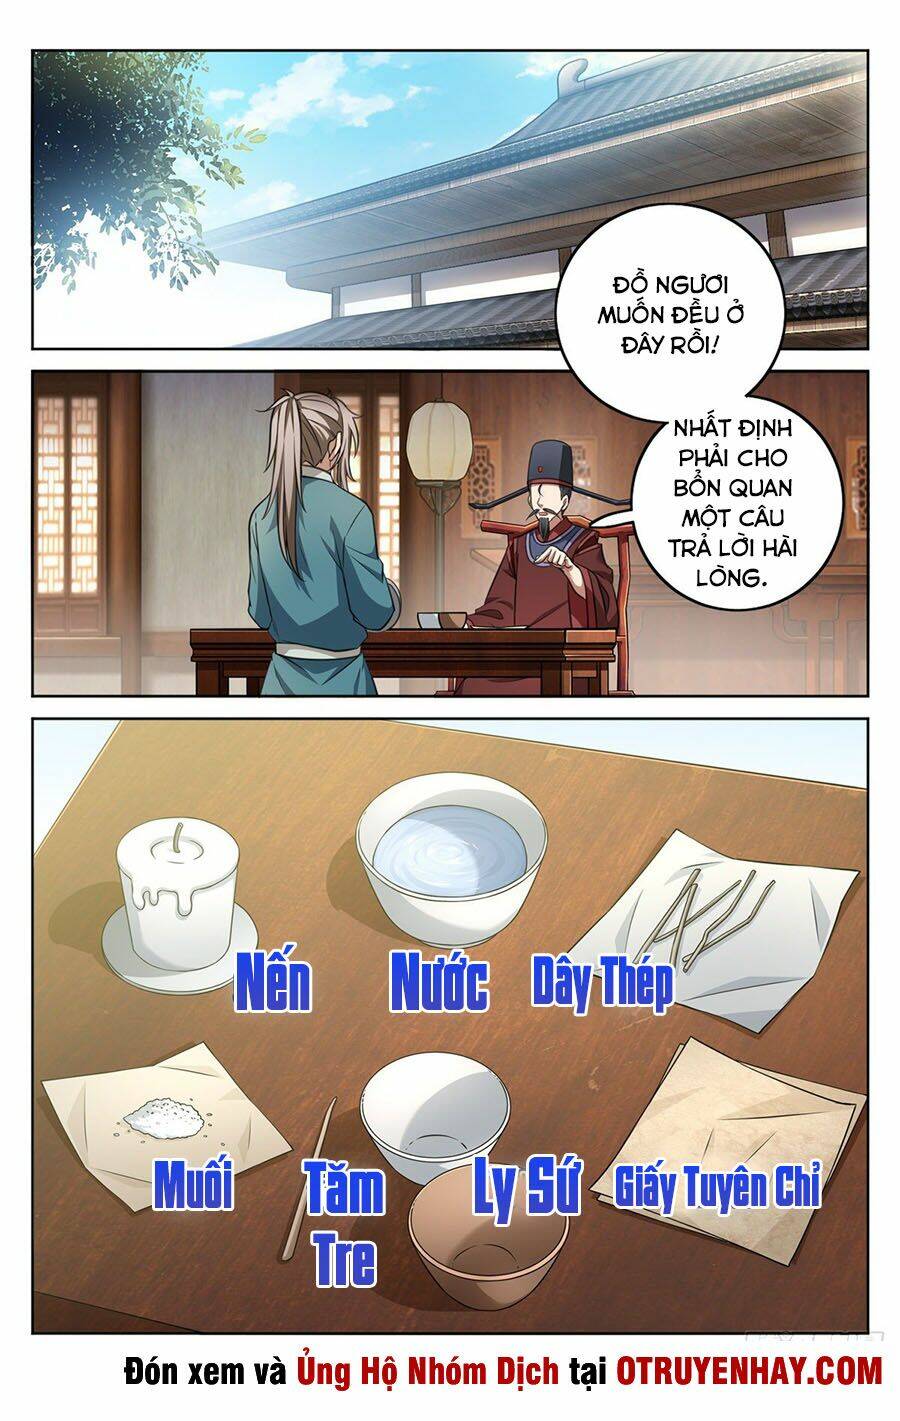 ĐỒ NGƯƠI
MUỐN ĐỀU Ở
ĐÂY RỒI!
NHẤT ĐỊNH
PHẢI CHO
BỔN QUAN
MỘT CÂU
TRẢ LỜI HÀI
LÒNG.
Nến
Nước
Dây Thép
Muối
Tăm
Tre
Ly Sứ
Giấy Tuyên Chỉ
Đón xem và Ủng Hộ Nhóm Dịch tại OTRUYENHAY.COM